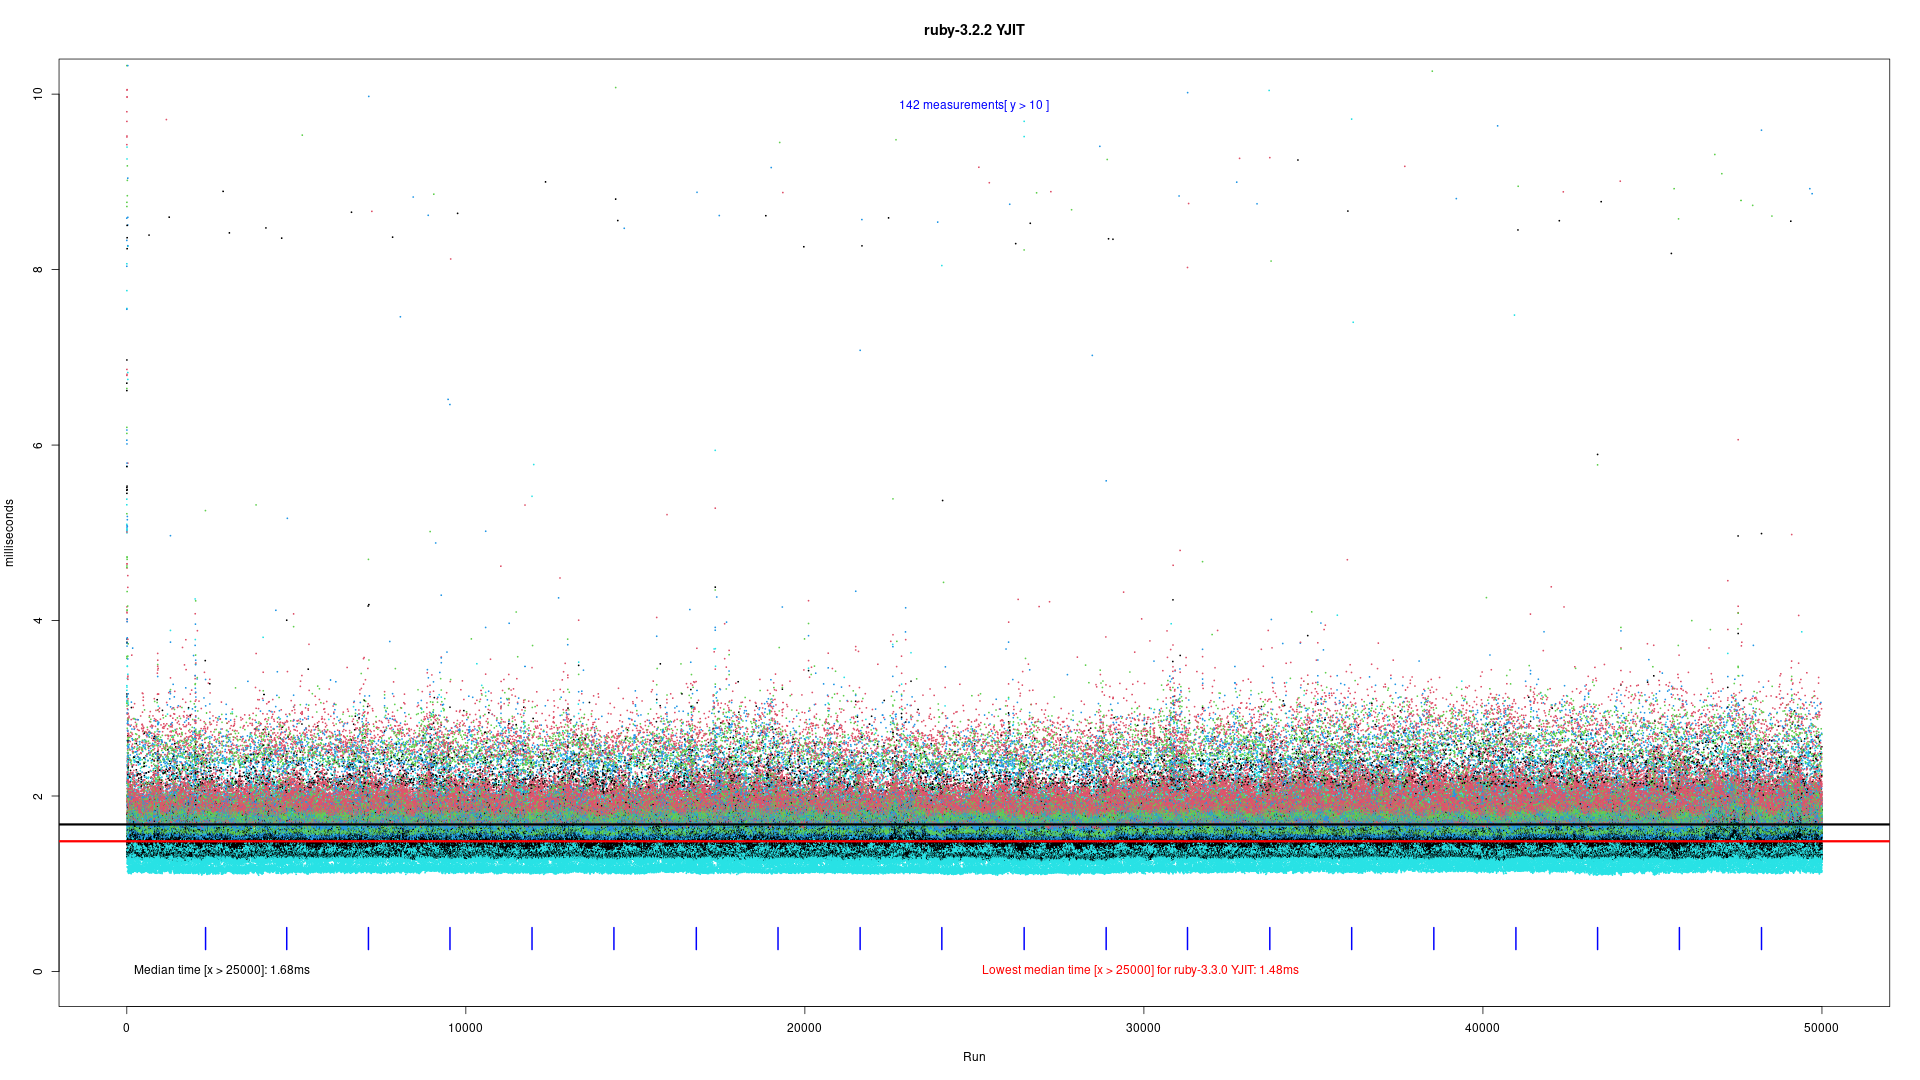 ruby-3.2.2 YJIT
142 measurements[ y > 10 ]
milliseconds
10
8
6
4
2
0
Median time [x > 25000]: 1.68ms
Lowest median time [x > 25000] for ruby-3.3.0 YJIT: 1.48ms
0 10000 20000 30000 40000 50000
Run